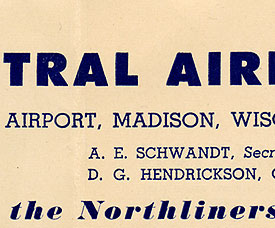 TRAL AIR
AIRPORT, MADISON, WISC
A. E. SCHWANDT, Secr
D. G. HENDRICKSON, C
the Northliners